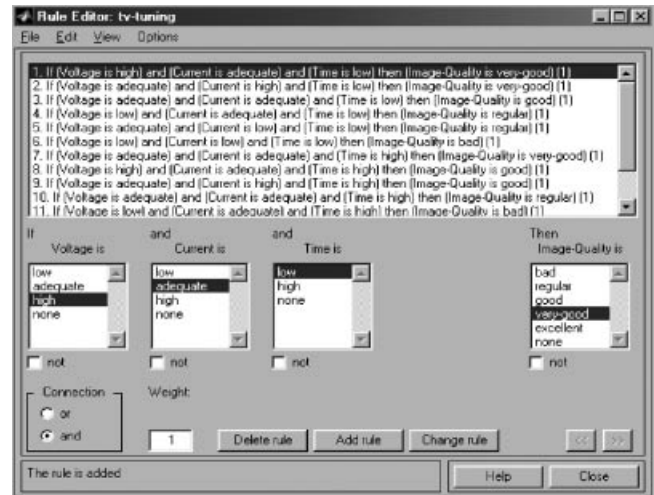 Rule Editor: tv-tuning
File Edit View Options
1. If (Voltage is high) and (Current is adequate) and (Time is low) then (Image-Quality is very-good) (1)
2. If (Voltage is adequate) and (Current is high) and (Time is low) then (Image-Quality is very-good) (1)
3. If (Voltage is adequate) and (Current is adequate) and (Time is low) then (Image-Quality is good) (1)
4. If (Voltage is low) and (Current is adequate) and (Time is low) then (Image-Quality is regular) (1)
5. If (Voltage is adequate) and (Current is low) and (Time is low) then (Image-Quality is regular) (1)
6. If (Voltage is low) and (Current is low) and (Time is low) then (Image-Quality is bad) (1)
7. If (Voltage is adequate) and (Current is adequate) and (Time is high) then (Image-Quality is very-good) (1)
8. If (Voltage is high) and (Current is adequate) and (Time is high) then (Image-Quality is good) (1)
9. If (Voltage is adequate) and (Current is high) and (Time is high) then (Image-Quality is good) (1)
10. If (Voltage is adequate) and (Current is adequate) and (Time is high) then (Image-Quality is regular) (1)
11. If (Voltage is low) and (Current is adequate) and (Time is high) then (Image-Quality is bad) (1)
If and and Then
Voltage is Current is Time is Image-Quality is
low low low bad
adequate adequate high regular
high high none good
none none very-good
excellent
none
not not not
Connection Weight:
or
and 1 Delete rule Add rule Change rule << >>
The rule is added Help Close